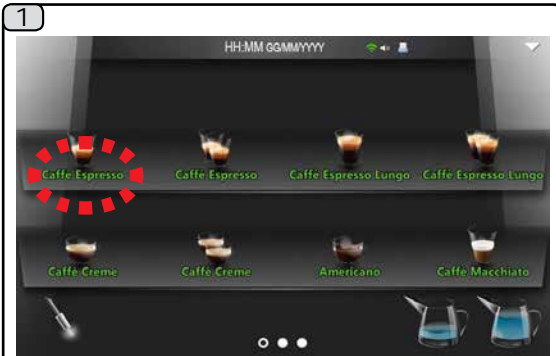 1
HH:MM GG/MM/YYYY
Caffè Espresso Caffè Espresso Caffè Espresso Lungo Caffè Espresso Lungo
Caffè Creme Caffè Creme Americano Caffè Macchiato